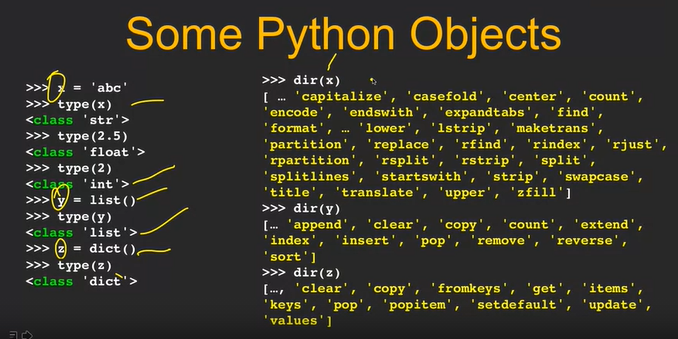 Some Python Objects
>>> x = 'abc'
>>> type(x)
<class 'str'>
>>> type(2.5)
<class 'float'>
>>> type(2)
<class 'int'>
>>> y = list()
>>> type(y)
<class 'list'>
>>> z = dict()
>>> type(z)
<class 'dict'>
>>> dir(x)
[ … 'capitalize', 'casefold', 'center', 'count',
'encode', 'endswith', 'expandtabs', 'find',
'format', … 'lower', 'lstrip', 'maketrans',
'partition', 'replace', 'rfind', 'rindex', 'rjust',
'rpartition', 'rsplit', 'rstrip', 'split',
'splitlines', 'startswith', 'strip', 'swapcase',
'title', 'translate', 'upper', 'zfill']
>>> dir(y)
[… 'append', 'clear', 'copy', 'count', 'extend',
'index', 'insert', 'pop', 'remove', 'reverse',
'sort']
>>> dir(z)
[…, 'clear', 'copy', 'fromkeys', 'get', 'items',
'keys', 'pop', 'popitem', 'setdefault', 'update',
'values']